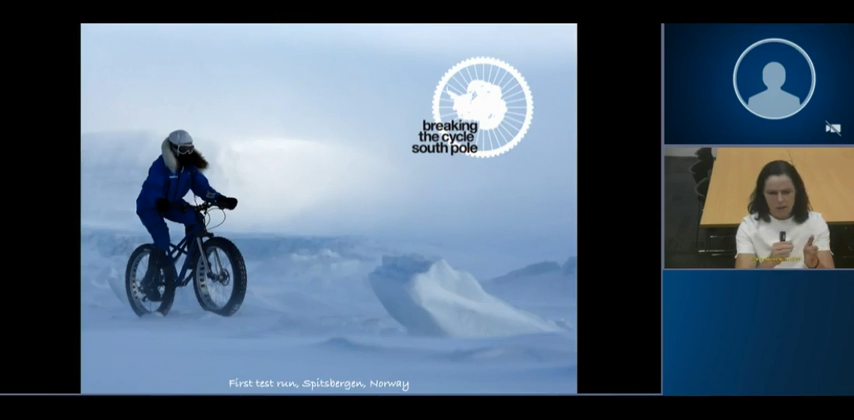 breaking
the cycle
south pole
First test run, Spitsbergen, Norway